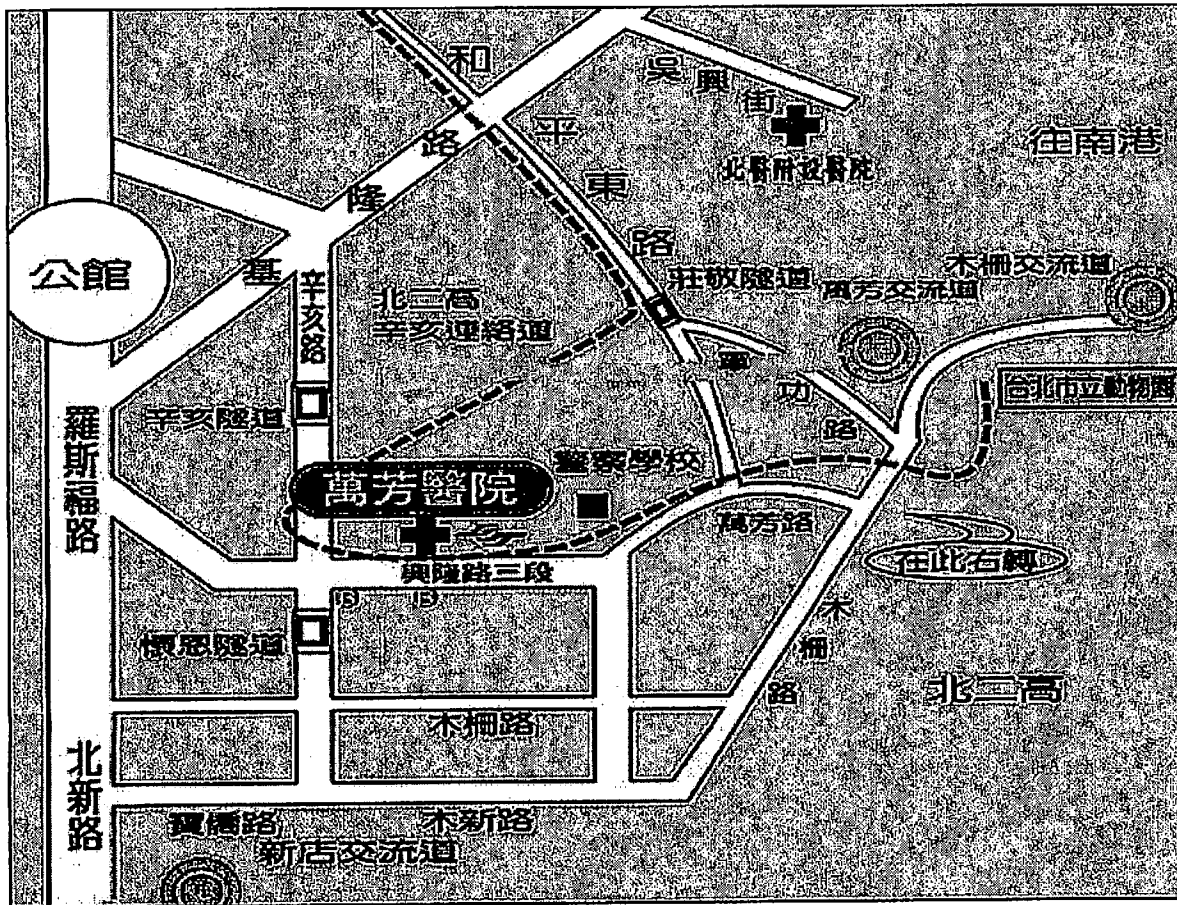 和平東路
吳興街
北醫附設醫院
往南港
基隆路
公館
辛亥路
北二高
辛亥連絡道
莊敬隧道
萬芳交流道
木柵交流道
軍功路
台北市立動物園
辛亥隧道
羅斯福路
萬芳醫院
警察學校
萬芳路
在此右轉
興隆路三段
懷恩隧道
木柵路
北二高
木柵路
北新路
寶橋路
木新路
新店交流道